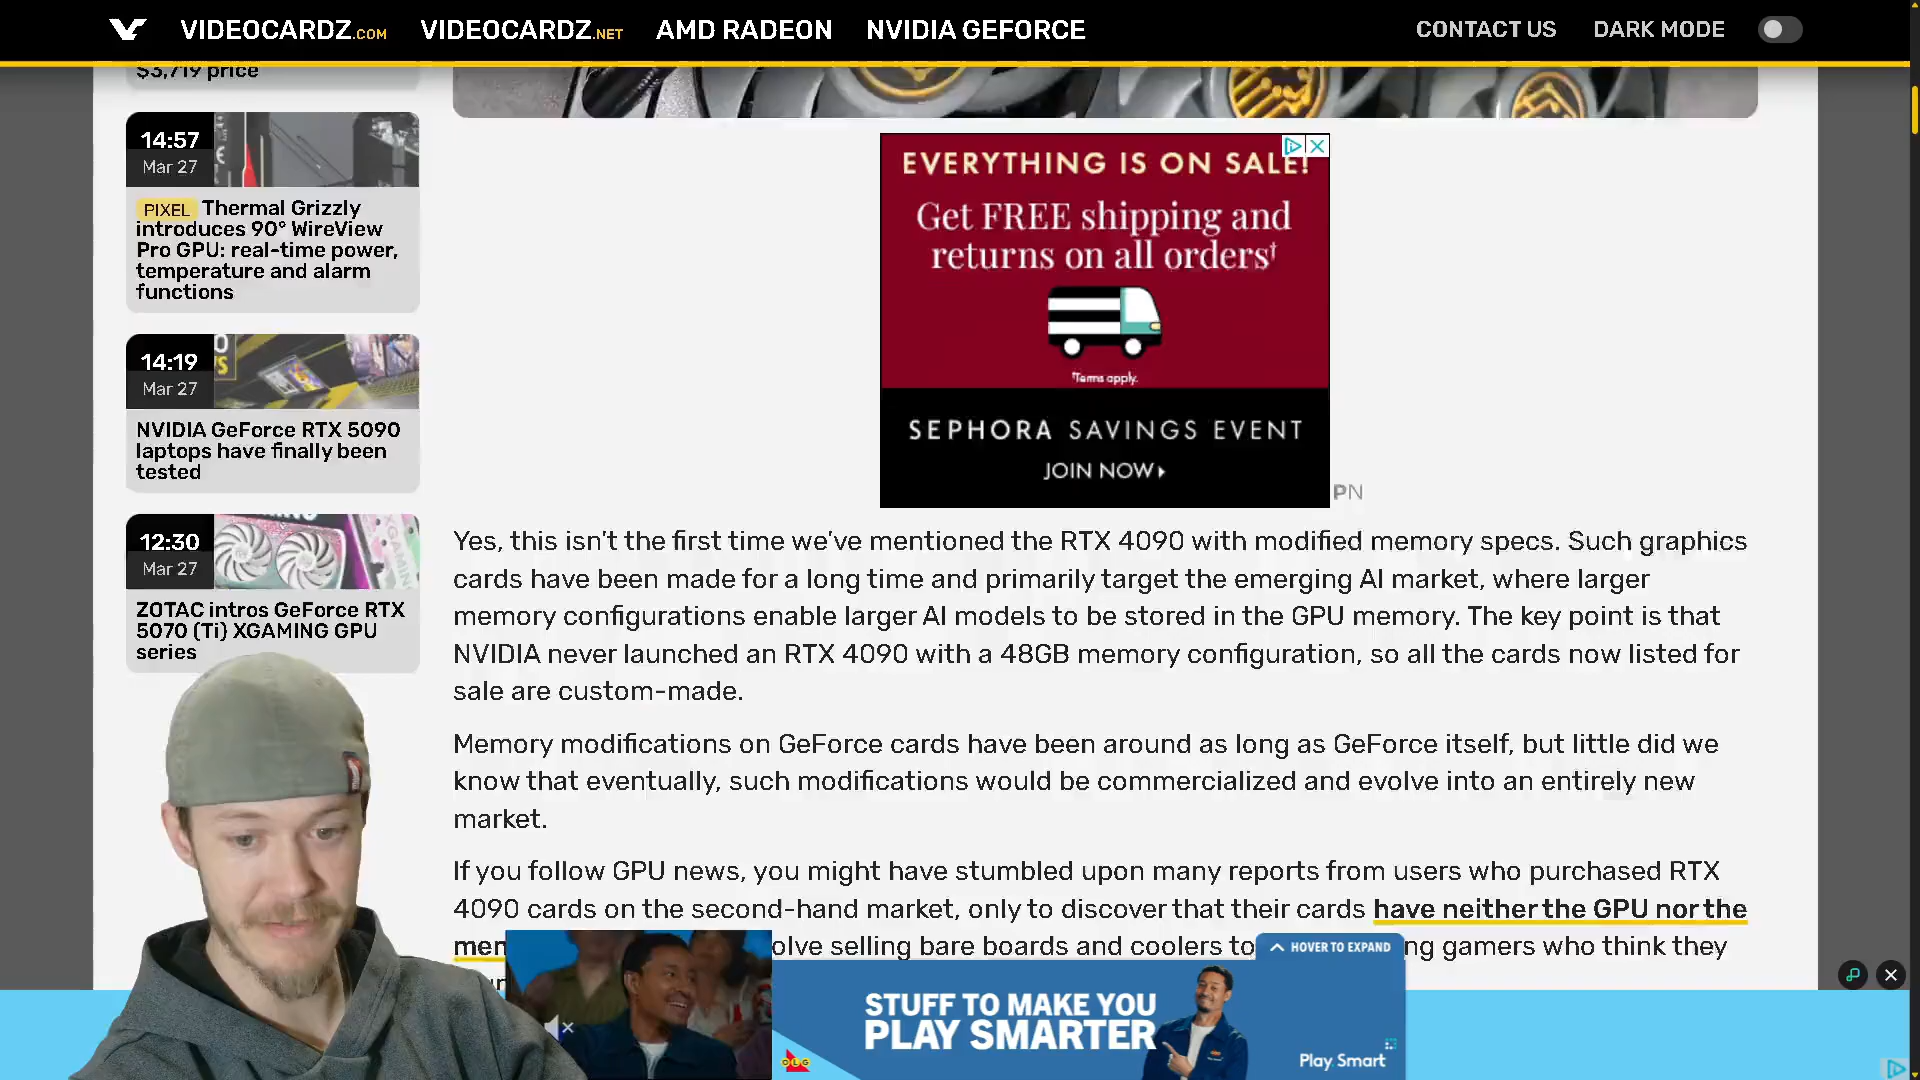 VIDEOCARDZ.COM
VIDEOCARDZ.NET
AMD RADEON
NVIDIA GEFORCE
CONTACT US
DARK MODE
$3,719 price
14:57
Mar 27
PIXEL Thermal Grizzly
introduces 90° WireView
Pro GPU: real-time power,
temperature and alarm
functions
14:19
Mar 27
NVIDIA GeForce RTX 5090
laptops have finally been
tested
12:30
Mar 27
ZOTAC intros GeForce RTX
5070 (Ti) XGAMING GPU
series
EVERYTHING IS ON SALE!
Get FREE shipping and
returns on all orders†
†Terms apply.
SEPHORA SAVINGS EVENT
JOIN NOW
PN
Yes, this isn't the first time we've mentioned the RTX 4090 with modified memory specs. Such graphics
cards have been made for a long time and primarily target the emerging AI market, where larger
memory configurations enable larger AI models to be stored in the GPU memory. The key point is that
NVIDIA never launched an RTX 4090 with a 48GB memory configuration, so all the cards now listed for
sale are custom-made.
Memory modifications on GeForce cards have been around as long as GeForce itself, but little did we
know that eventually, such modifications would be commercialized and evolve into an entirely new
market.
If you follow GPU news, you might have stumbled upon many reports from users who purchased RTX
4090 cards on the second-hand market, only to discover that their cards have neither the GPU nor the
selling bare boards and coolers to gamers who think they
HOVER TO EXPAND
STUFF TO MAKE YOU
PLAY SMARTER
OLG
Play Smart